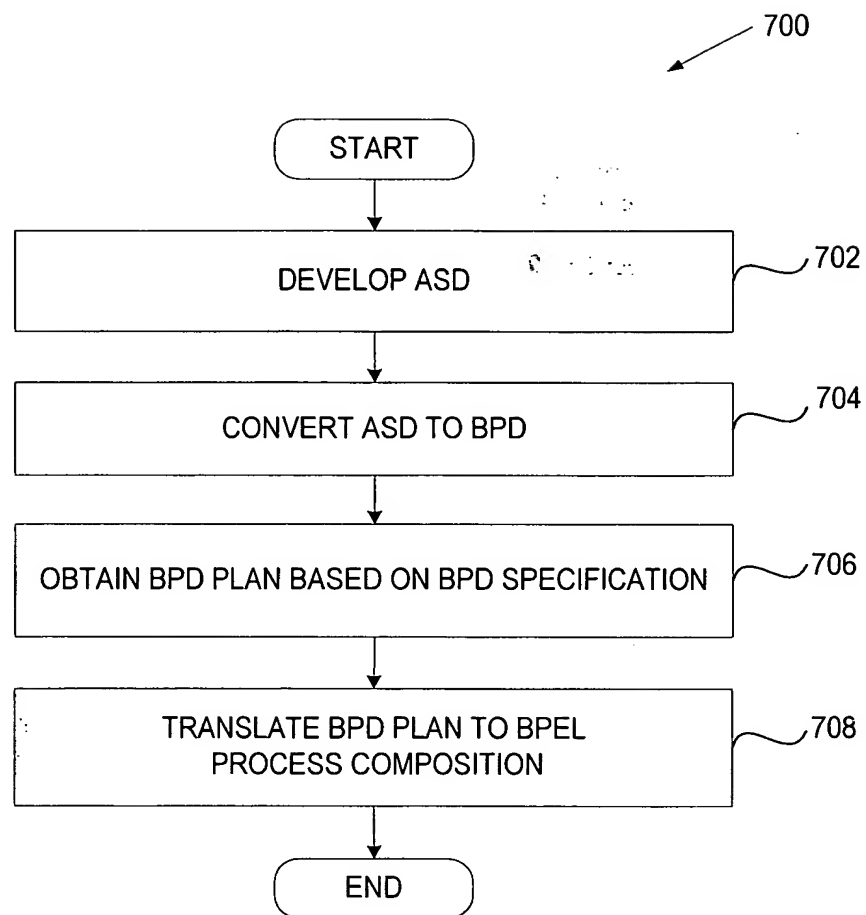 700
START
DEVELOP ASD
702
CONVERT ASD TO BPD
704
OBTAIN BPD PLAN BASED ON BPD SPECIFICATION
706
TRANSLATE BPD PLAN TO BPEL
PROCESS COMPOSITION
708
END